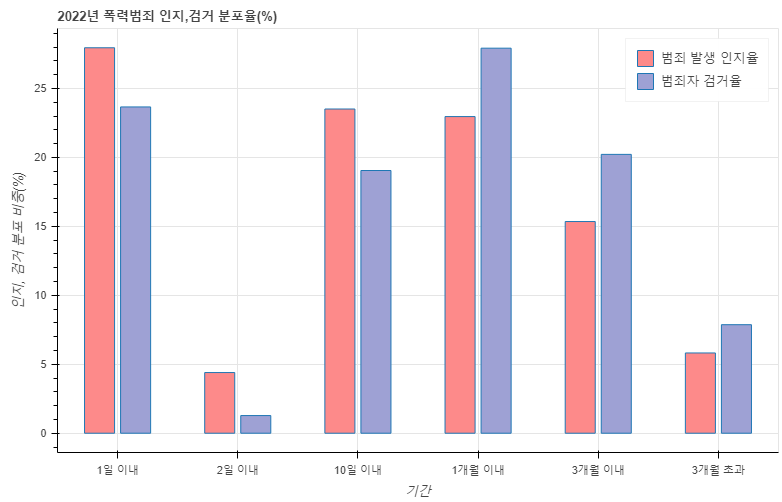 2022년 폭력범죄 인지,검거 분포율(%)
범죄 발생 인지율
범죄자 검거율
인지, 검거 분포 비중(%)
25
20
15
10
5
0
1일 이내
2일 이내
10일 이내
1개월 이내
3개월 이내
3개월 초과
기간